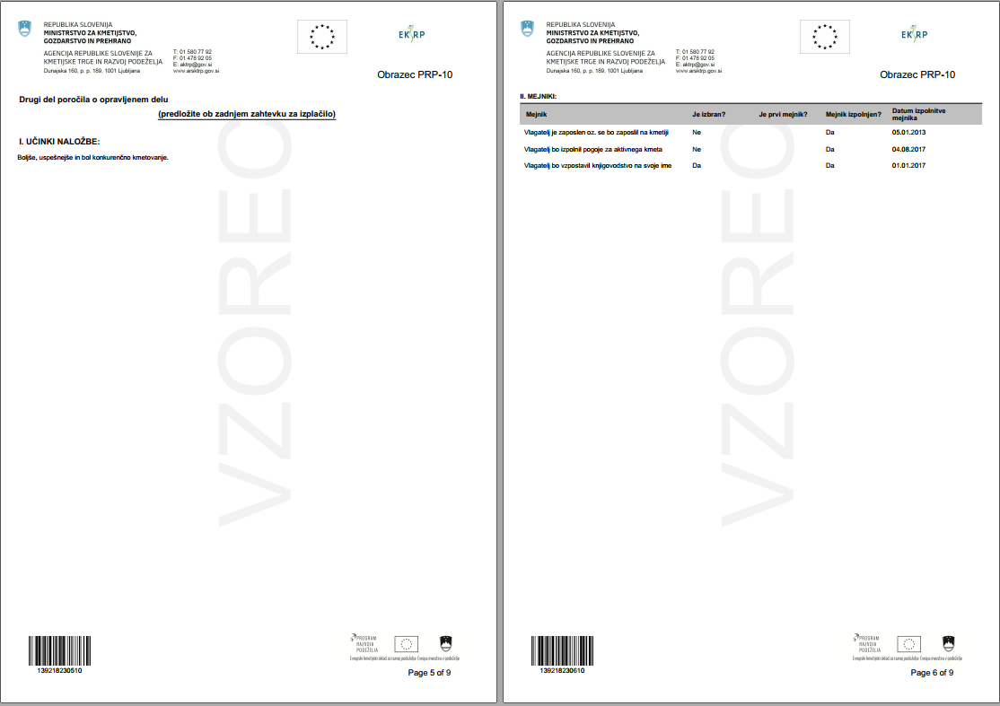 REPUBLIKA SLOVENIJA
MINISTRSTVO ZA KMETIJSTVO,
GOZDARSTVO IN PREHRANO
AGENCIJA REPUBLIKE SLOVENIJE ZA
KMETIJSKE TRGE IN RAZVOJ PODEŽELJA
Dunajska 160, p. p. 189, 1001 Ljubljana
T: 01 580 77 92
F: 01 478 92 05
E: aktrp@gov.si
www.arsktrp.gov.si
EKSRP
Obrazec PRP-10
Drugi del poročila o opravljenem delu
(predložite ob zadnjem zahtevku za izplačilo)
I. UČINKI NALOŽBE:
Boljše, uspešnejše in bol konkurenčno kmetovanje.
VZOREC
139218230510
PROGRAM
RAZVOJA
PODEŽELJA
Evropski kmetijski sklad za razvoj podeželja: Evropa investira v podeželje
Page 5 of 9
REPUBLIKA SLOVENIJA
MINISTRSTVO ZA KMETIJSTVO,
GOZDARSTVO IN PREHRANO
AGENCIJA REPUBLIKE SLOVENIJE ZA
KMETIJSKE TRGE IN RAZVOJ PODEŽELJA
Dunajska 160, p. p. 189, 1001 Ljubljana
T: 01 580 77 92
F: 01 478 92 05
E: aktrp@gov.si
www.arsktrp.gov.si
EKSRP
Obrazec PRP-10
II. MEJNIKI:
Mejnik Je izbran? Je prvi mejnik? Mejnik izpolnjen? Datum izpolnitve mejnika
Vlagatelj je zaposlen oz. se bo zaposlil na kmetiji Ne Da 05.01.2013
Vlagatelj bo izpolnil pogoje za aktivnega kmeta Ne Da 04.08.2017
Vlagatelj bo vzpostavil knjigovodstvo na svoje ime Da Da 01.01.2017
VZOREC
139218230610
PROGRAM
RAZVOJA
PODEŽELJA
Evropski kmetijski sklad za razvoj podeželja: Evropa investira v podeželje
Page 6 of 9